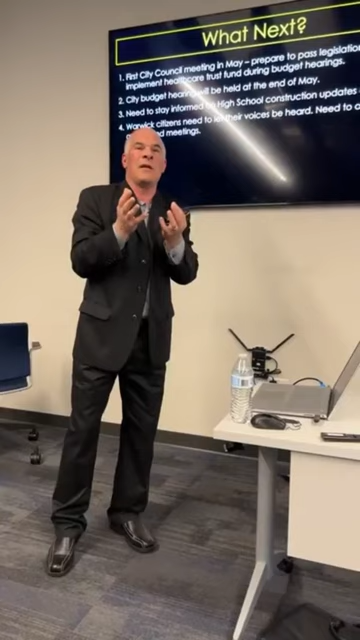 What Next?
1. First City Council meeting in May – prepare to pass legislation
implement healthcare trust fund during budget hearings.
2. City budget hearing will be held at the end of May.
3. Need to stay informed High School construction updates
4. Warwick citizens need to let their voices be heard. Need to
meetings.